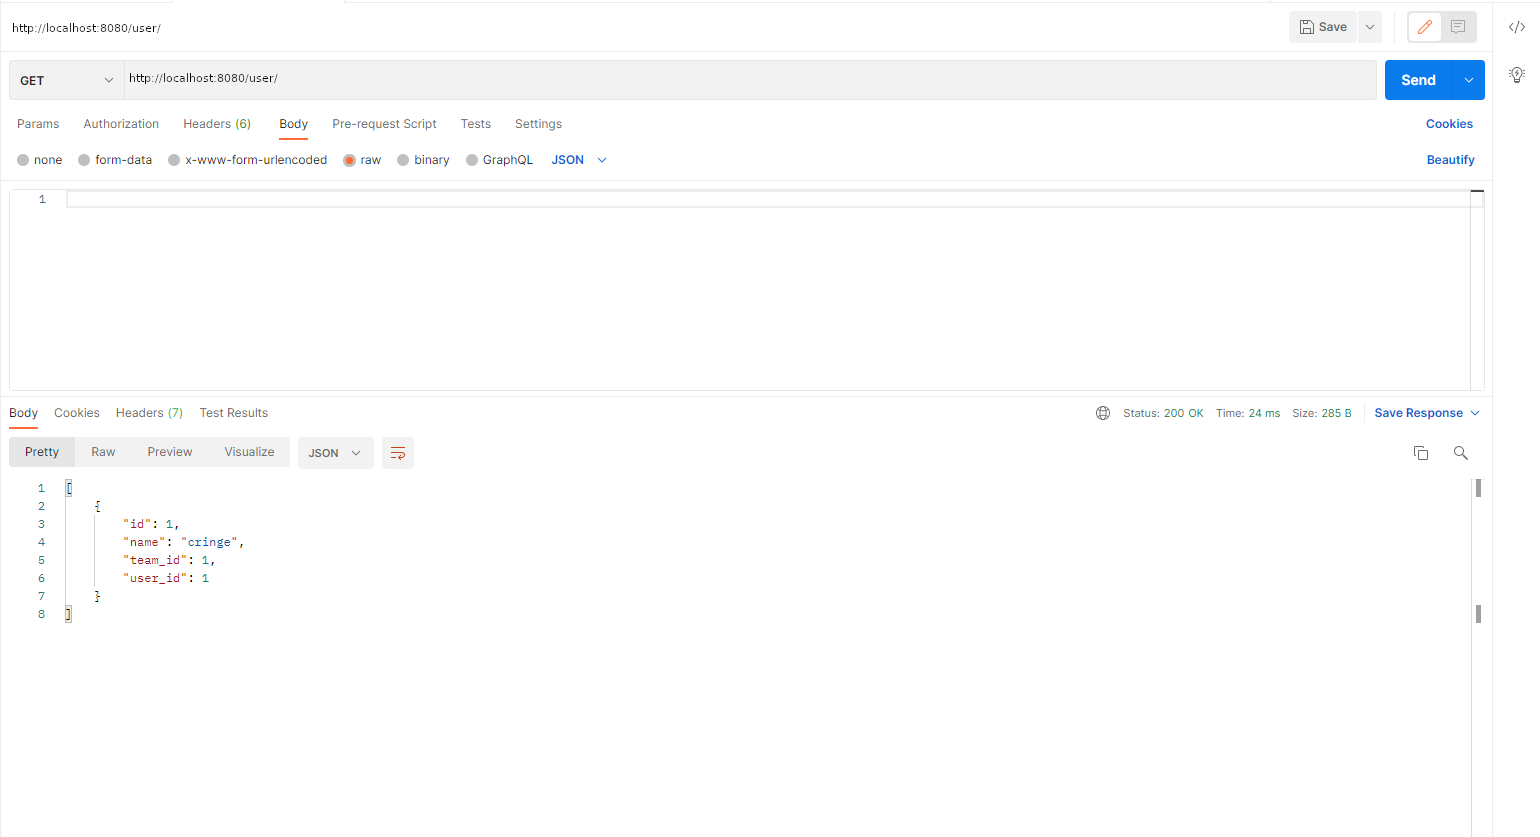 http://localhost:8080/user/
Save
GET http://localhost:8080/user/ Send
Params Authorization Headers (6) Body Pre-request Script Tests Settings Cookies
none form-data x-www-form-urlencoded raw binary GraphQL JSON Beautify
1
Body Cookies Headers (7) Test Results Status: 200 OK Time: 24 ms Size: 285 B Save Response
Pretty Raw Preview Visualize JSON
1 [
2 {
3 "id": 1,
4 "name": "cringe",
5 "team_id": 1,
6 "user_id": 1
7 }
8 ]